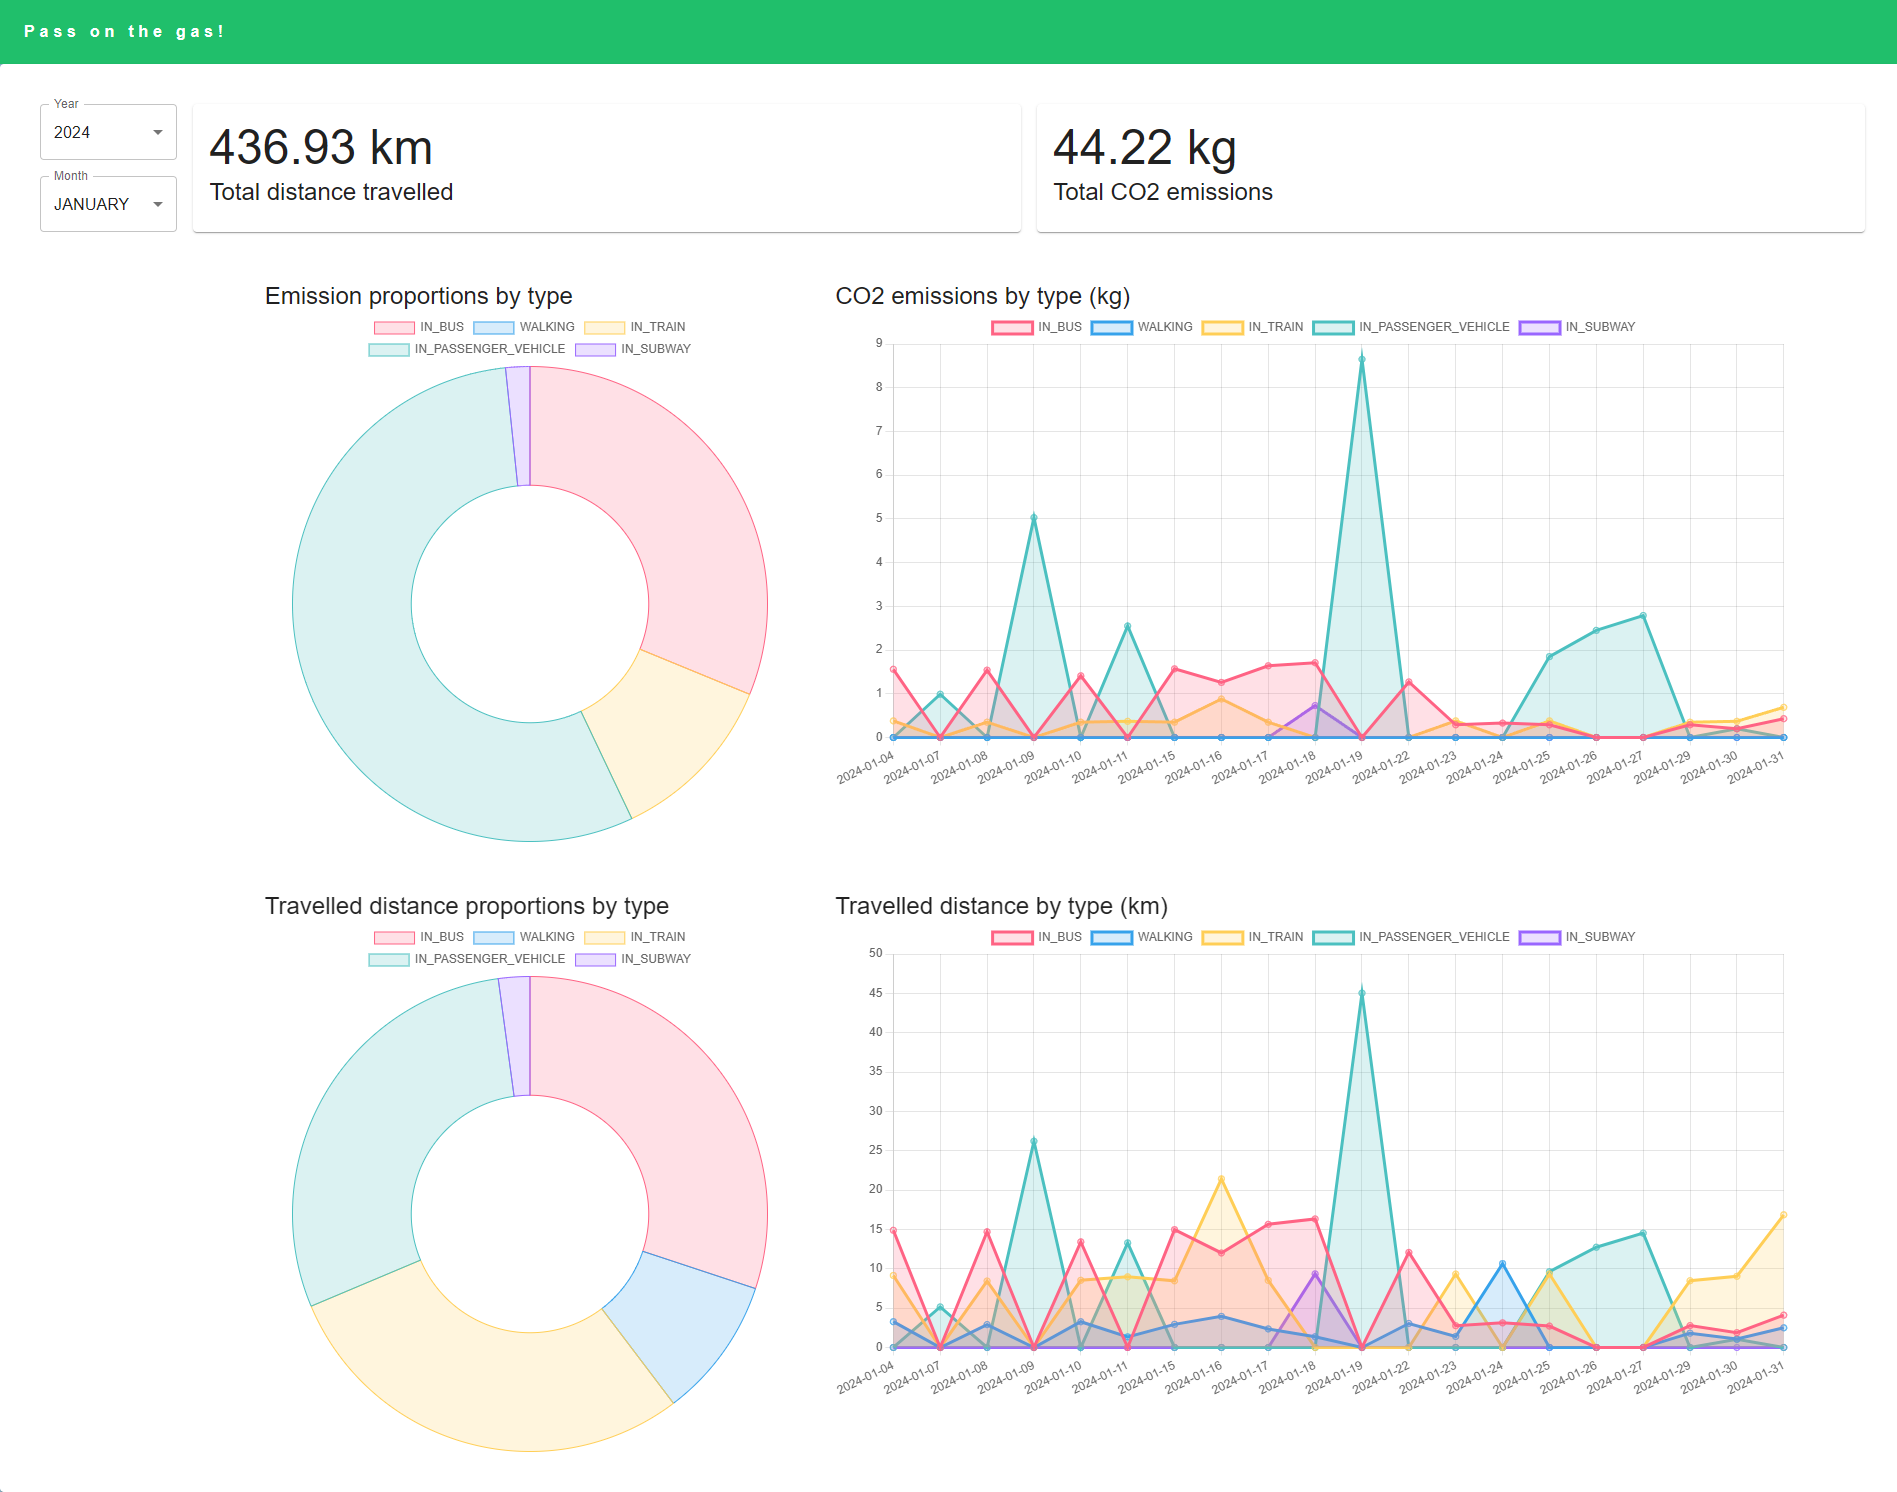 Pass on the gas!
Year
2024
Month
JANUARY
436.93 km
Total distance travelled
44.22 kg
Total CO2 emissions
Emission proportions by type
IN_BUS WALKING IN_TRAIN
IN_PASSENGER_VEHICLE IN_SUBWAY
CO2 emissions by type (kg)
IN_BUS WALKING IN_TRAIN IN_PASSENGER_VEHICLE IN_SUBWAY
9
8
7
6
5
4
3
2
1
0
2024-01-04 2024-01-07 2024-01-08 2024-01-09 2024-01-10 2024-01-11 2024-01-15 2024-01-16 2024-01-17 2024-01-18 2024-01-19 2024-01-22 2024-01-23 2024-01-24 2024-01-25 2024-01-26 2024-01-27 2024-01-29 2024-01-30 2024-01-31
Travelled distance proportions by type
IN_BUS WALKING IN_TRAIN
IN_PASSENGER_VEHICLE IN_SUBWAY
Travelled distance by type (km)
IN_BUS WALKING IN_TRAIN IN_PASSENGER_VEHICLE IN_SUBWAY
50
45
40
35
30
25
20
15
10
5
0
2024-01-04 2024-01-07 2024-01-08 2024-01-09 2024-01-10 2024-01-11 2024-01-15 2024-01-16 2024-01-17 2024-01-18 2024-01-19 2024-01-22 2024-01-23 2024-01-24 2024-01-25 2024-01-26 2024-01-27 2024-01-29 2024-01-30 2024-01-31